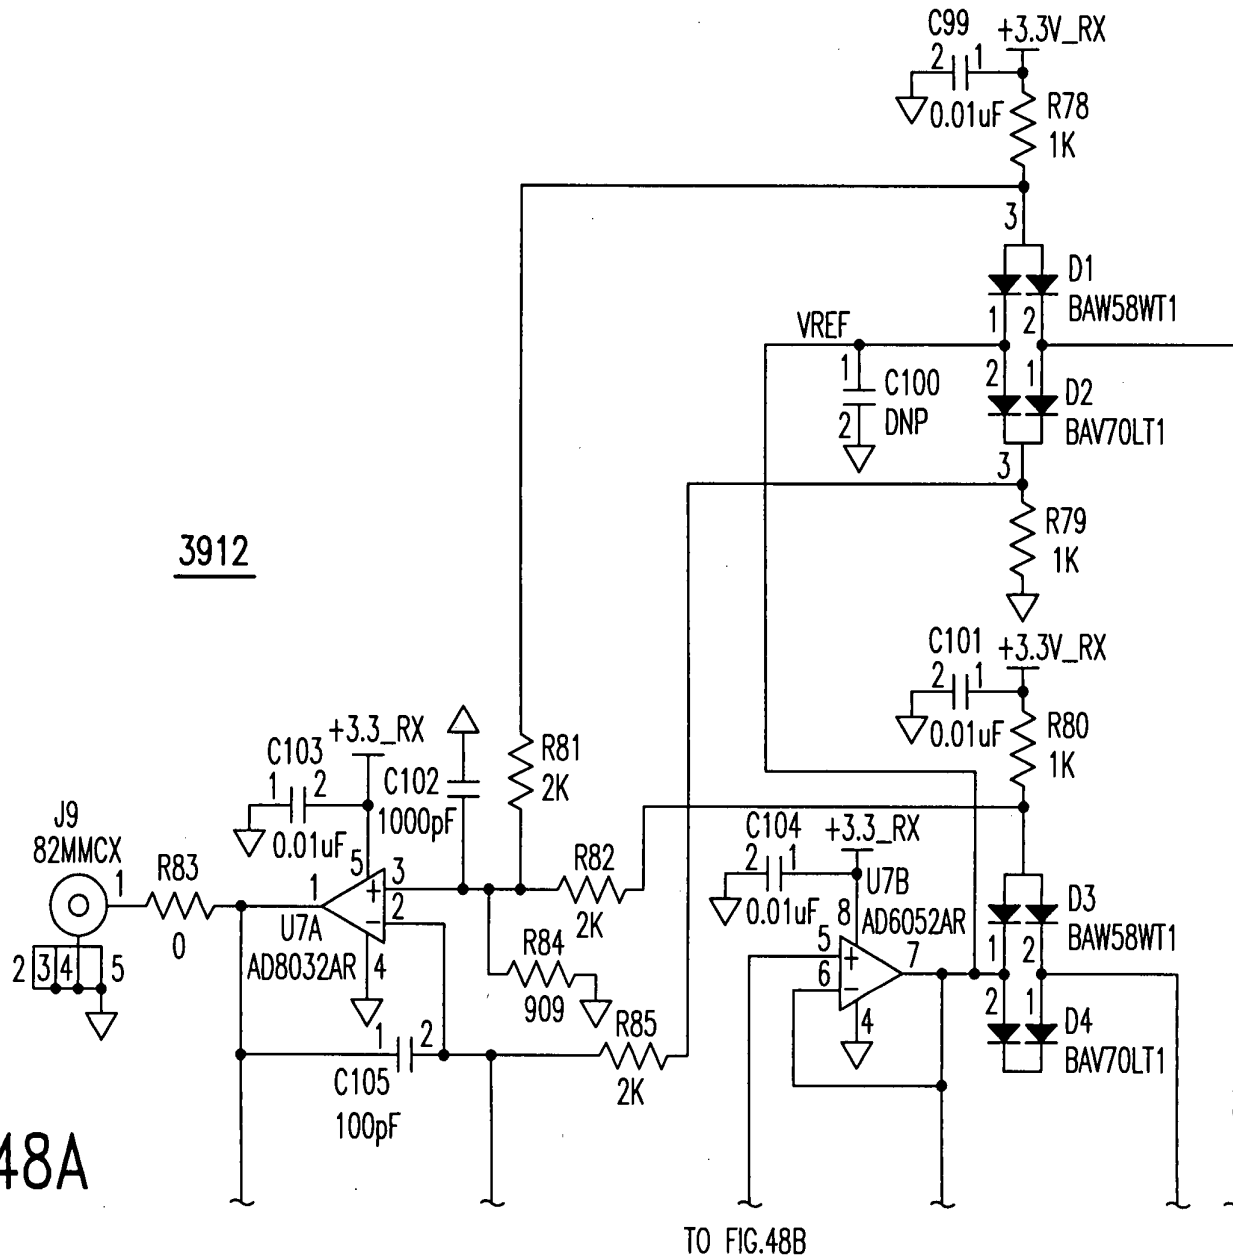 C99 +3.3V_RX
2 1
0.01uF
R78
1K
3
D1
BAW58WT1
1 2
VREF
1
C100
DNP
2
2 1
D2
BAV70LT1
3
R79
1K
3912
C101 +3.3V_RX
2 1
0.01uF
R80
1K
C103 +3.3_RX
1 2
0.01uF
C102
1000pF
R81
2K
J9
82MMCX
1
R83
0
2 3 4 5
1
5
3
+
2
−
U7A
AD8032AR
4
R82
2K
R84
909
R85
2K
1 2
C105
100pF
C104 +3.3_RX
2 1
0.01uF
U7B
AD6052AR
8
5
+
6
−
7
4
D3
BAW58WT1
1 2
2 1
D4
BAV70LT1
48A
TO FIG.48B